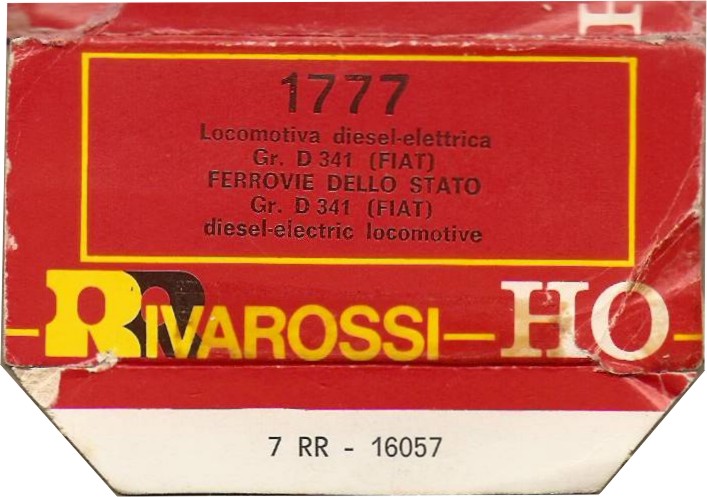 1777
Locomotiva diesel-elettrica
Gr. D 341 (FIAT)
FERROVIE DELLO STATO
Gr. D 341 (FIAT)
diesel-electric locomotive
RIVAROSSI-HO
7 RR - 16057